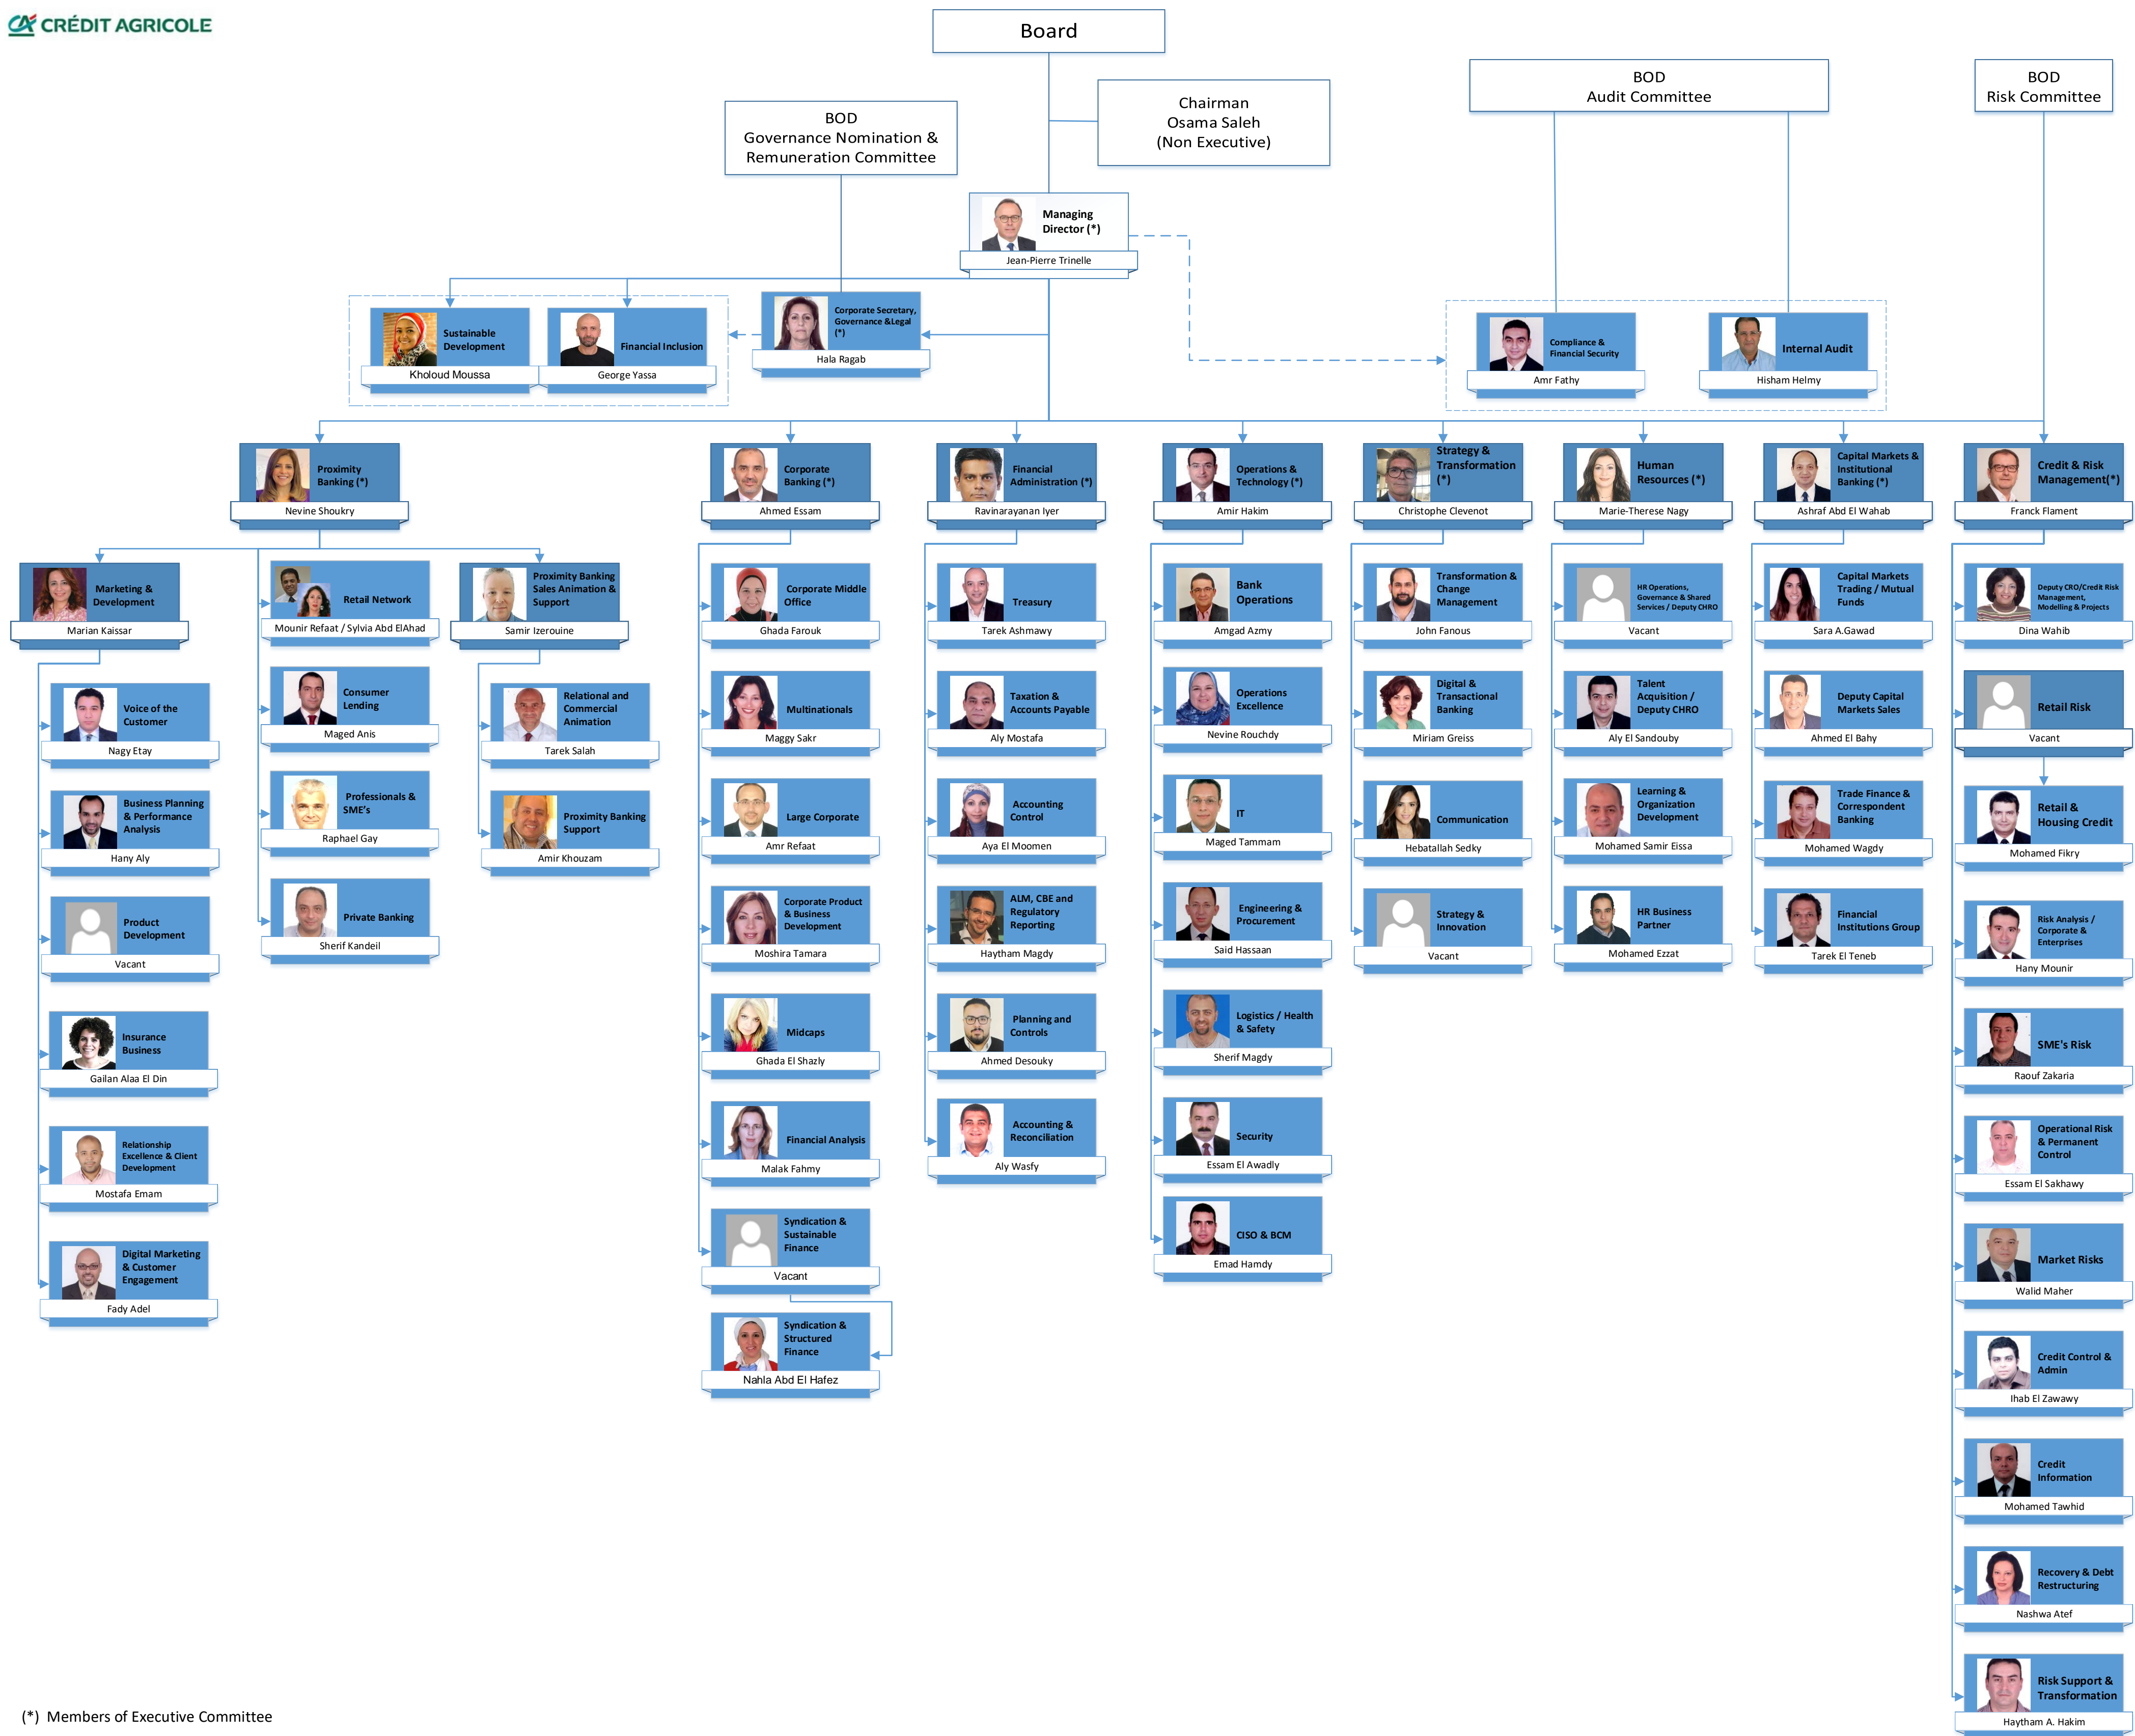 CRÉDIT AGRICOLE
Board
BOD
Audit Committee
BOD
Risk Committee
Chairman
Osama Saleh
(Non Executive)
BOD
Governance Nomination &
Remuneration Committee
Managing
Director (*)
Jean-Pierre Trinelle
Sustainable
Development
Kholoud Moussa
Financial Inclusion
George Yassa
Corporate Secretary,
Governance &Legal
(*)
Hala Ragab
Compliance &
Financial Security
Amr Fathy
Internal Audit
Hisham Helmy
Proximity
Banking (*)
Nevine Shoukry
Corporate
Banking (*)
Ahmed Essam
Financial
Administration (*)
Ravinarayanan Iyer
Operations &
Technology (*)
Amir Hakim
Strategy &
Transformation
(*)
Christophe Clevenot
Human
Resources (*)
Marie-Therese Nagy
Capital Markets &
Institutional
Banking (*)
Ashraf Abd El Wahab
Credit & Risk
Management(*)
Franck Flament
Marketing &
Development
Marian Kaissar
Voice of the
Customer
Nagy Etay
Business Planning
& Performance
Analysis
Hany Aly
Product
Development
Vacant
Insurance
Business
Gailan Alaa El Din
Relationship
Excellence & Client
Development
Mostafa Emam
Digital Marketing
& Customer
Engagement
Fady Adel
Retail Network
Mounir Refaat / Sylvia Abd ElAhad
Consumer
Lending
Maged Anis
Professionals &
SME's
Raphael Gay
Private Banking
Sherif Kandeil
Proximity Banking
Sales Animation &
Support
Samir Izerouine
Relational and
Commercial
Animation
Tarek Salah
Proximity Banking
Support
Amir Khouzam
Corporate Middle
Office
Ghada Farouk
Multinationals
Maggy Sakr
Large Corporate
Amr Refaat
Corporate Product
& Business
Development
Moshira Tamara
Midcaps
Ghada El Shazly
Financial Analysis
Malak Fahmy
Syndication &
Sustainable
Finance
Vacant
Syndication &
Structured
Finance
Nahla Abd El Hafez
Treasury
Tarek Ashmawy
Taxation &
Accounts Payable
Aly Mostafa
Accounting
Control
Aya El Moomen
ALM, CBE and
Regulatory
Reporting
Haytham Magdy
Planning and
Controls
Ahmed Desouky
Accounting &
Reconciliation
Aly Wasfy
Bank
Operations
Amgad Azmy
Operations
Excellence
Nevine Rouchdy
IT
Maged Tammam
Engineering &
Procurement
Said Hassaan
Logistics / Health
& Safety
Sherif Magdy
Security
Essam El Awadly
CISO & BCM
Emad Hamdy
Transformation &
Change
Management
John Fanous
Digital &
Transactional
Banking
Miriam Greiss
Communication
Hebatallah Sedky
Strategy &
Innovation
Vacant
HR Operations,
Governance & Shared
Services / Deputy CHRO
Vacant
Talent
Acquisition /
Deputy CHRO
Aly El Sandouby
Learning &
Organization
Development
Mohamed Samir Eissa
HR Business
Partner
Mohamed Ezzat
Capital Markets
Trading / Mutual
Funds
Sara A.Gawad
Deputy Capital
Markets Sales
Ahmed El Bahy
Trade Finance &
Correspondent
Banking
Mohamed Wagdy
Financial
Institutions Group
Tarek El Teneb
Deputy CRO/Credit Risk
Management,
Modelling & Projects
Dina Wahib
Retail Risk
Vacant
Retail &
Housing Credit
Mohamed Fikry
Risk Analysis /
Corporate &
Enterprises
Hany Mounir
SME's Risk
Raouf Zakaria
Operational Risk
& Permanent
Control
Essam El Sakhawy
Market Risks
Walid Maher
Credit Control &
Admin
Ihab El Zawawy
Credit
Information
Mohamed Tawhid
Recovery & Debt
Restructuring
Nashwa Atef
Risk Support &
Transformation
Haytham A. Hakim
(*) Members of Executive Committee